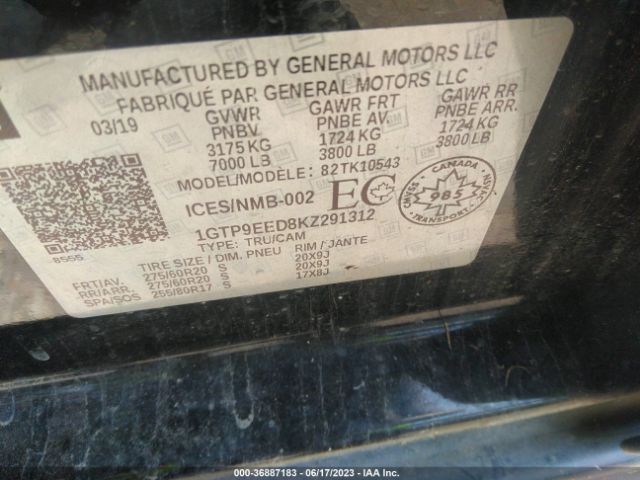 MANUFACTURED BY GENERAL MOTORS LLC
FABRIQUÉ PAR GENERAL MOTORS LLC
03/19 GVWR GAWR FRT GAWR RR
PNBV PNBE AV. PNBE ARR.
3175 KG 1724 KG 1724 KG
7000 LB 3800 LB 3800 LB
MODEL/MODÈLE: 82TK10543
ICES/NMB-002 EC
CANADA
985
TRANSPORT
1GTP9EED8KZ291312
TYPE: TRU/CAM
8555 TIRE SIZE / DIM. PNEU RIM / JANTE
FRT/AV. 275/60R20 S 20X9J
RR/ARR. 275/60R20 S 20X9J
SPA/SOS 255/80R17 S 17X8J
000-36887183 - 06/17/2023 - IAA Inc.